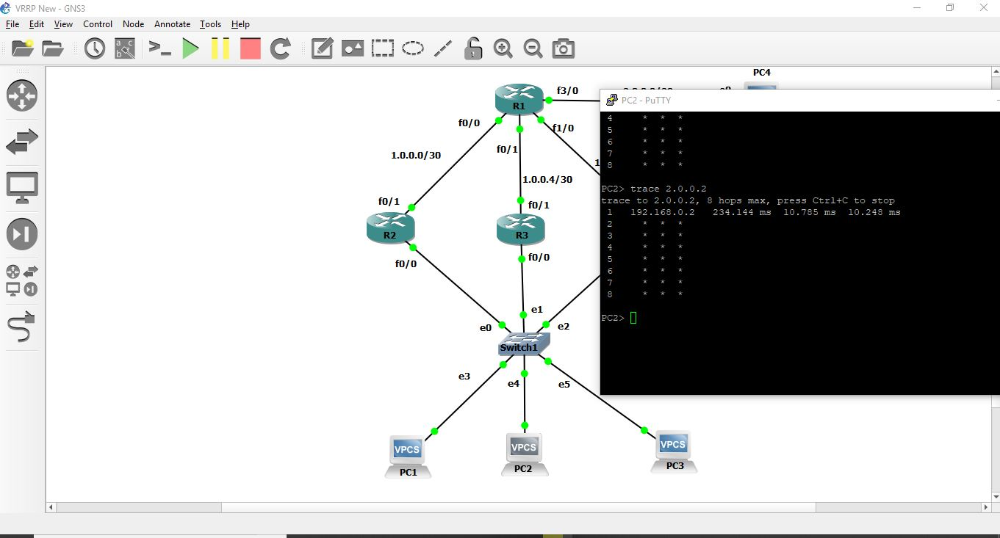 VRRP New - GNS3
File Edit View Control Node Annotate Tools Help
PC4
R1
f3/0
f0/0
f0/1
f1/0
1.0.0.0/30
1.0.0.4/30
f0/1
f0/1
R2
R3
f0/0
f0/0
e1
e0
e2
Switch1
e3
e4
e5
VPCS
PC1
VPCS
PC2
VPCS
PC3
PC2 - PuTTY
4 * * *
5 * * *
6 * * *
7 * * *
8 * * *
PC2> trace 2.0.0.2
trace to 2.0.0.2, 8 hops max, press Ctrl+C to stop
1 192.168.0.2 234.144 ms 10.785 ms 10.248 ms
2 * * *
3 * * *
4 * * *
5 * * *
6 * * *
7 * * *
8 * * *
PC2>